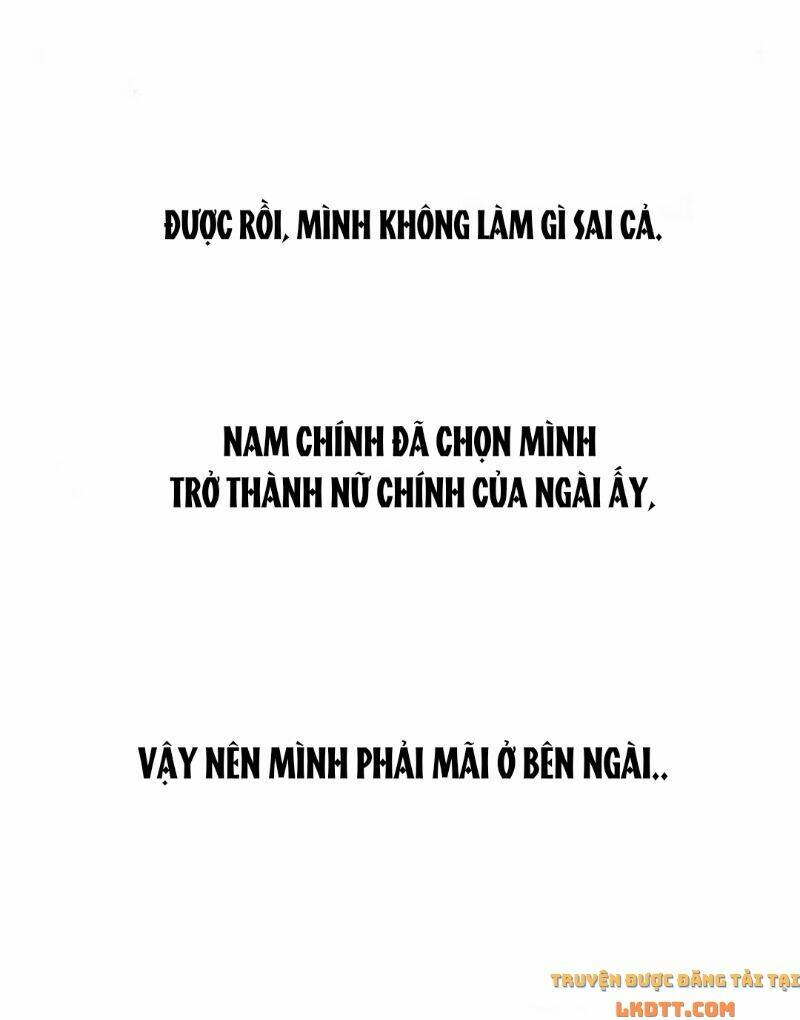 ĐƯỢC RỒI, MÌNH KHÔNG LÀM GÌ SAI CẢ.
NAM CHÍNH ĐÃ CHỌN MÌNH
TRỞ THÀNH NỮ CHÍNH CỦA NGÀI ẤY,
VẬY NÊN MÌNH PHẢI MÃI Ở BÊN NGÀI..
TRUYỆN ĐƯỢC ĐĂNG TẢI TẠI
LKDTT.COM